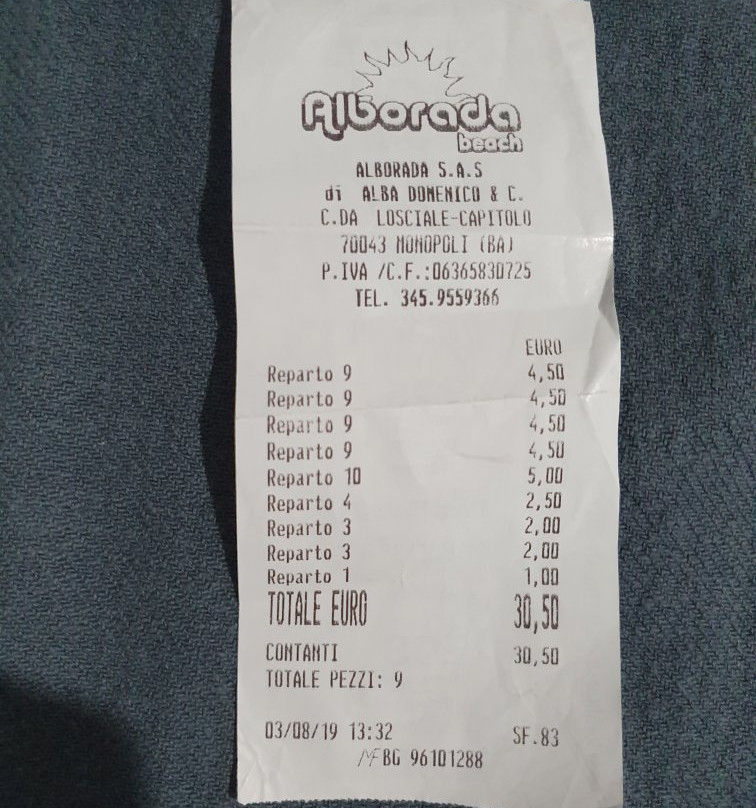 Alborada
beach
ALBORADA S.A.S
di ALBA DOMENICO & C.
C.DA LOSCIALE-CAPITOLO
70043 MONOPOLI (BA)
P.IVA /C.F.:06365830725
TEL. 345.9559366
EURO
Reparto 9 4,50
Reparto 9 4,50
Reparto 9 4,50
Reparto 9 4,50
Reparto 10 5,00
Reparto 4 2,50
Reparto 3 2,00
Reparto 3 2,00
Reparto 1 1,00
TOTALE EURO 30,50
CONTANTI 30,50
TOTALE PEZZI: 9
03/08/19 13:32 SF.83
MF BG 96101288